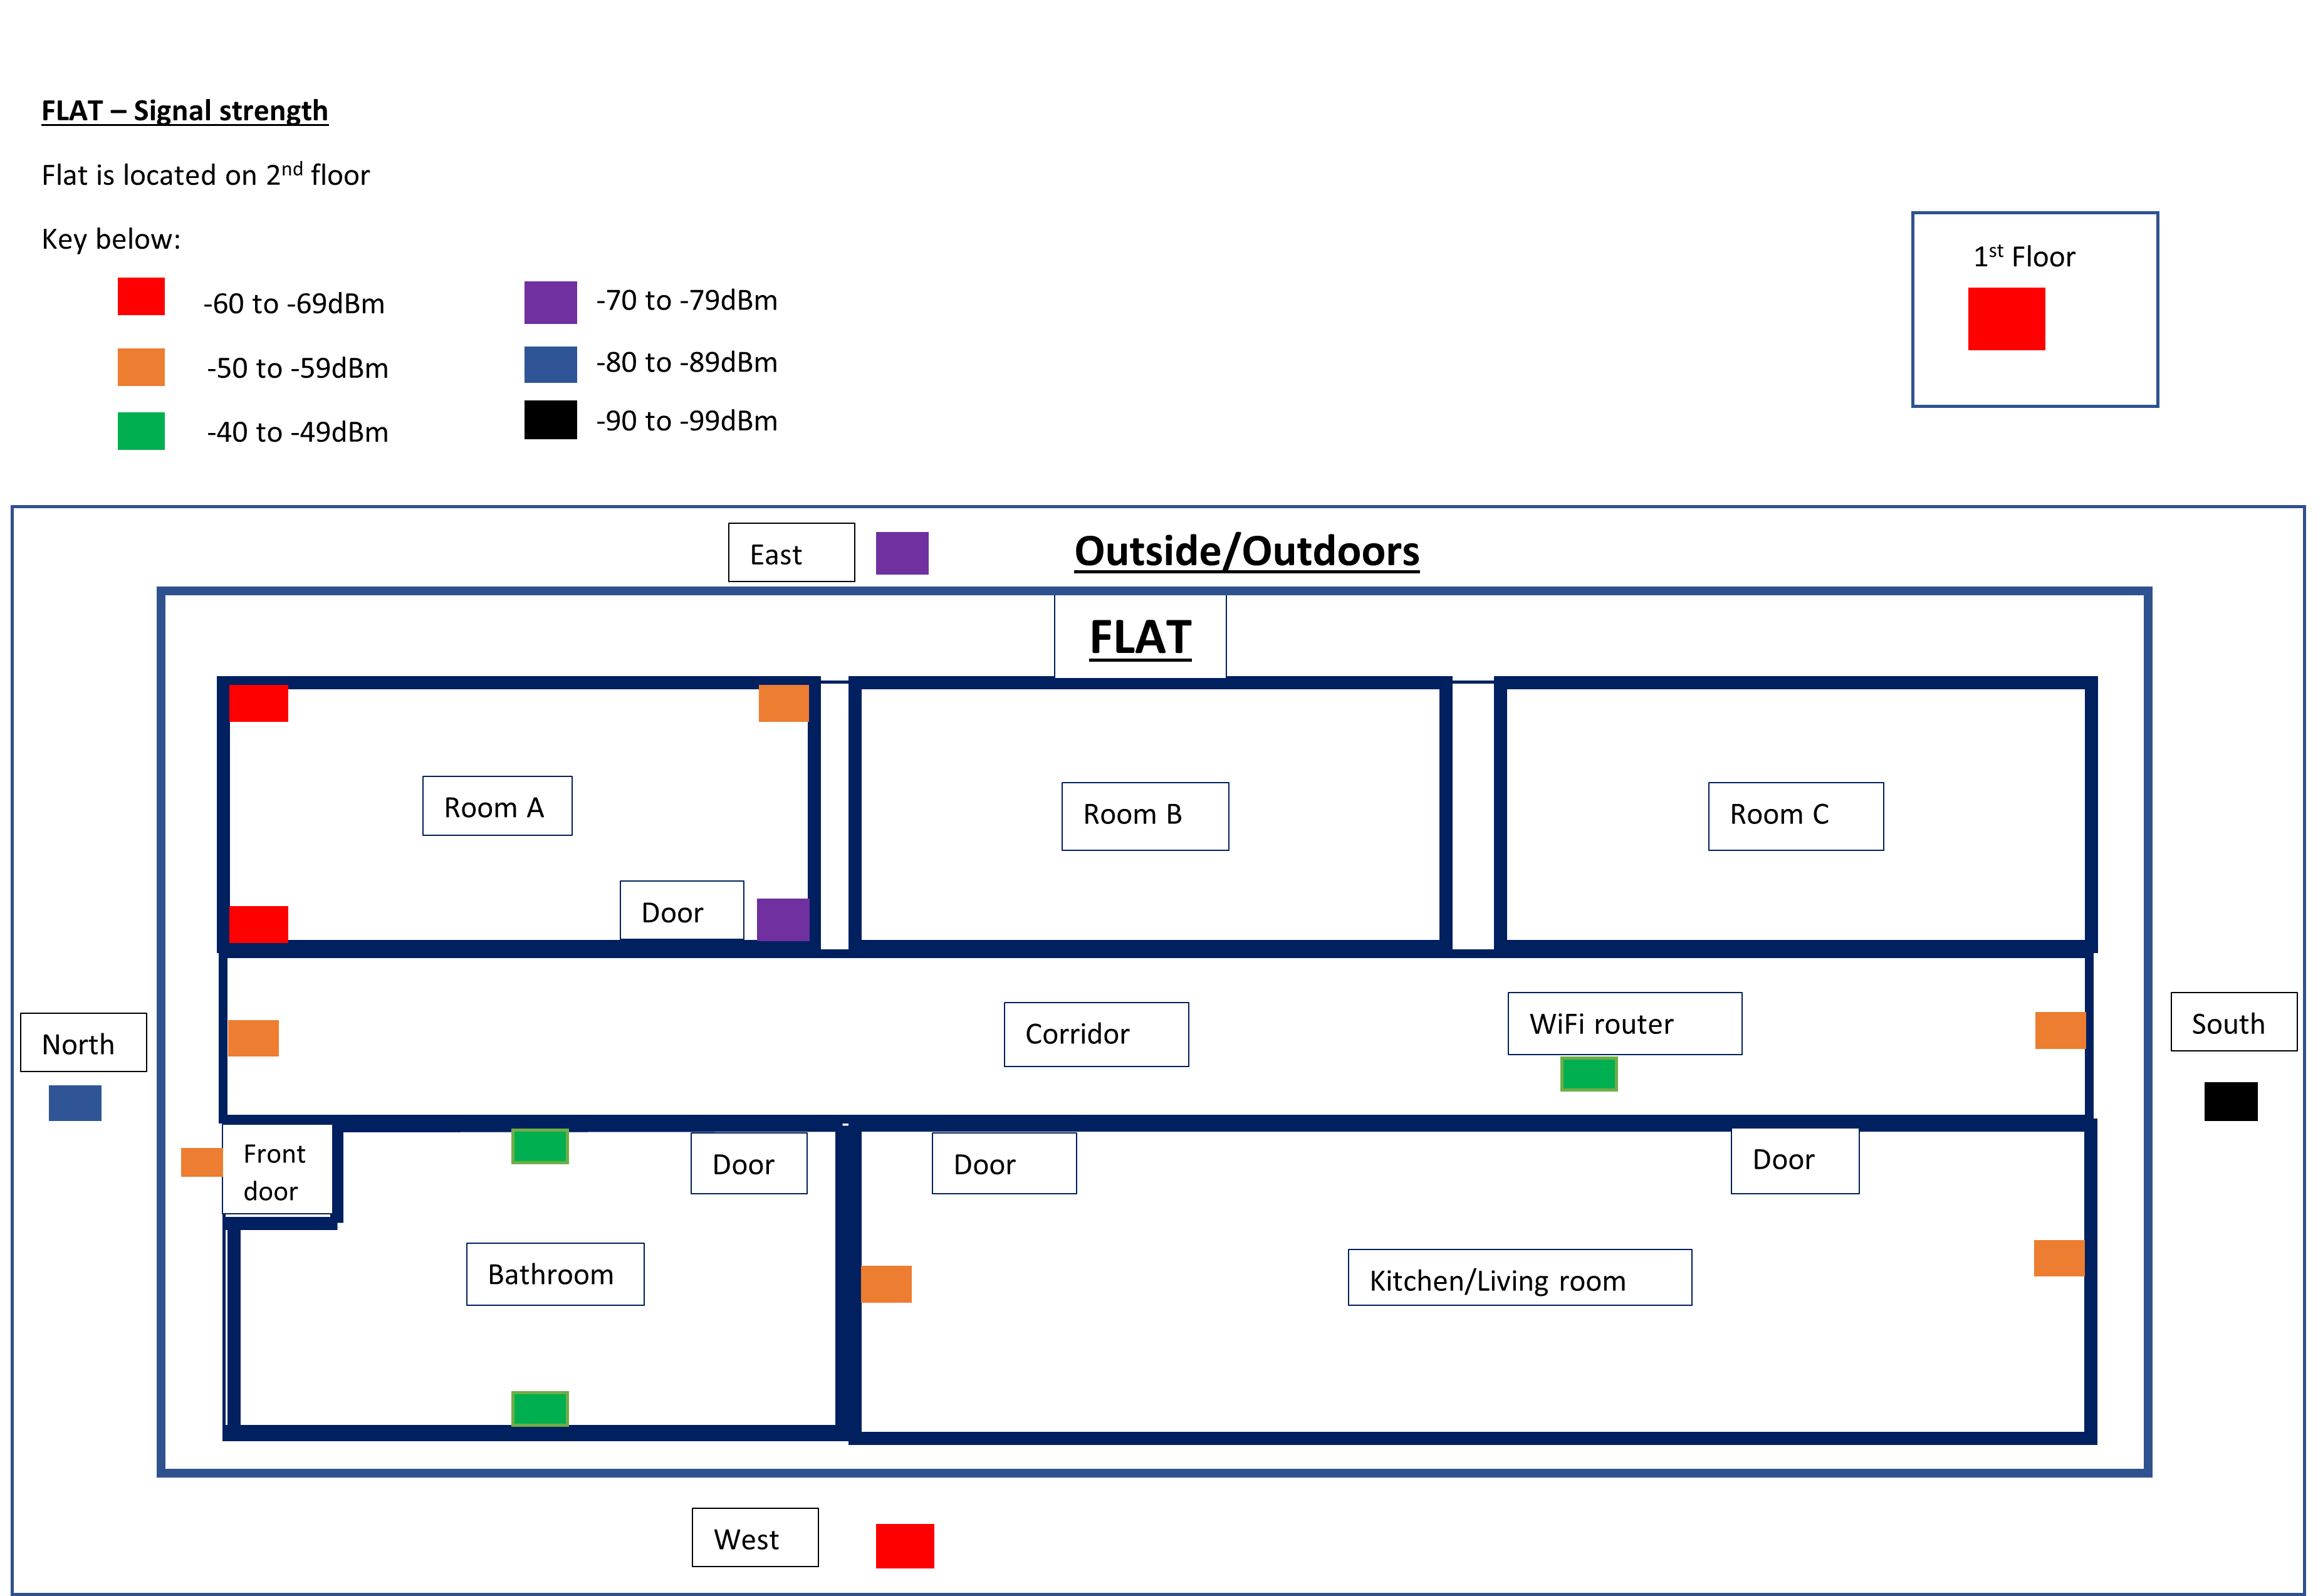 FLAT – Signal strength
Flat is located on 2nd floor
Key below:
-60 to -69dBm
-70 to -79dBm
-50 to -59dBm
-80 to -89dBm
-40 to -49dBm
-90 to -99dBm
1st Floor
East
Outside/Outdoors
FLAT
Room A
Room B
Room C
Door
North
Corridor
WiFi router
South
Front
door
Door
Door
Door
Bathroom
Kitchen/Living room
West